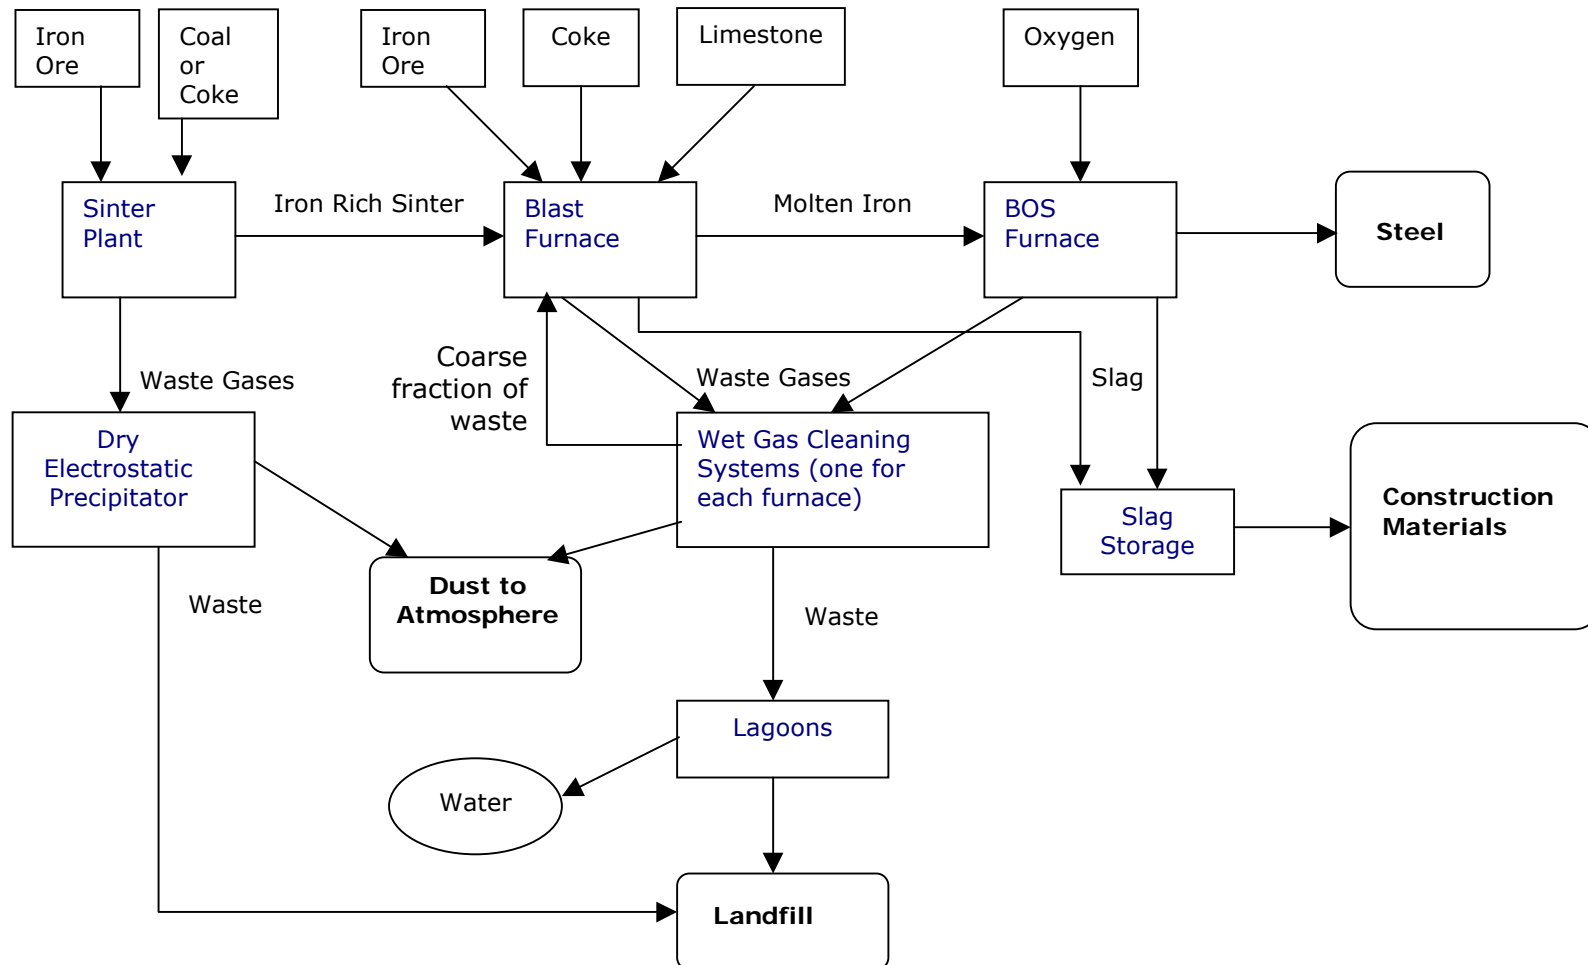 Iron
Ore
Coal
or
Coke
Iron
Ore
Coke
Limestone
Oxygen
Sinter
Plant
Iron Rich Sinter
Blast
Furnace
Molten Iron
BOS
Furnace
Steel
Waste Gases
Coarse
fraction of
waste
Waste Gases
Slag
Dry
Electrostatic
Precipitator
Wet Gas Cleaning
Systems (one for
each furnace)
Slag
Storage
Construction
Materials
Waste
Dust to
Atmosphere
Waste
Lagoons
Water
Landfill